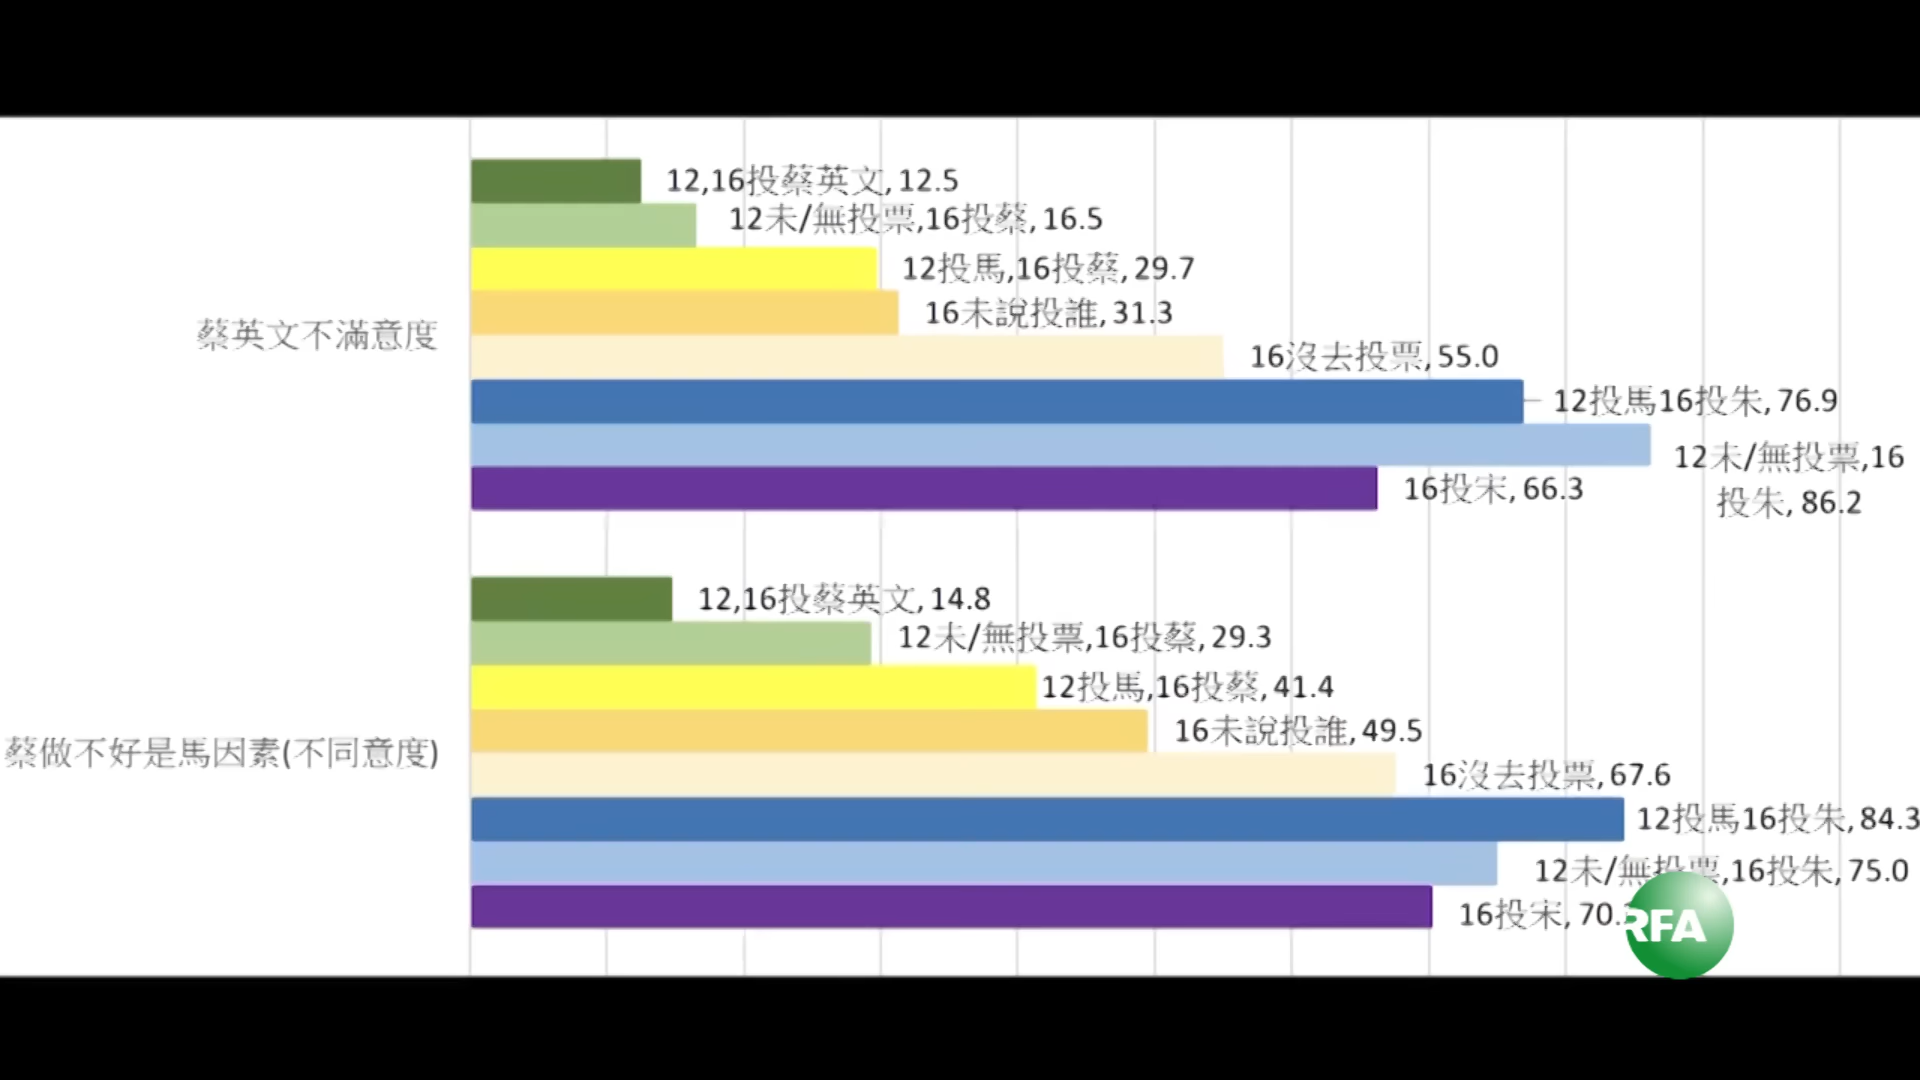 12,16投蔡英文, 12.5
12未/無投票,16投蔡, 16.5
12投馬,16投蔡, 29.7
16未說投誰, 31.3
蔡英文不滿意度
16沒去投票, 55.0
12投馬16投朱, 76.9
12未/無投票,16
投朱, 86.2
16投宋, 66.3
12,16投蔡英文, 14.8
12未/無投票,16投蔡, 29.3
12投馬,16投蔡, 41.4
16未說投誰, 49.5
蔡做不好是馬因素(不同意度)
16沒去投票, 67.6
12投馬16投朱, 84.3
12未/無投票,16投朱, 75.0
16投宋, 70.
RFA